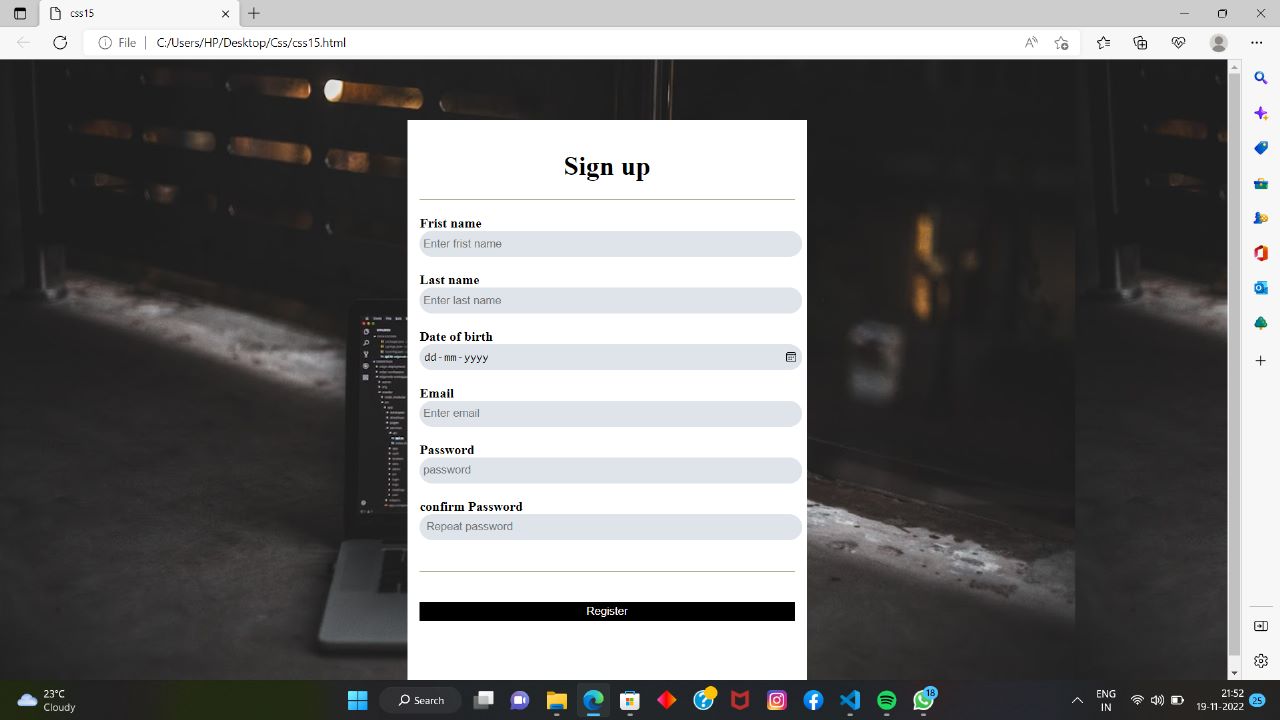 css15
File
C:/Users/HP/Desktop/Css/css15.html
Sign up
Frist name
Enter frist name
Last name
Enter last name
Date of birth
dd-mm-yyyy
Email
Enter email
Password
password
confirm Password
Repeat password
Register
23°C
Cloudy
Search
18
ENG
IN
21:52
19-11-2022
25